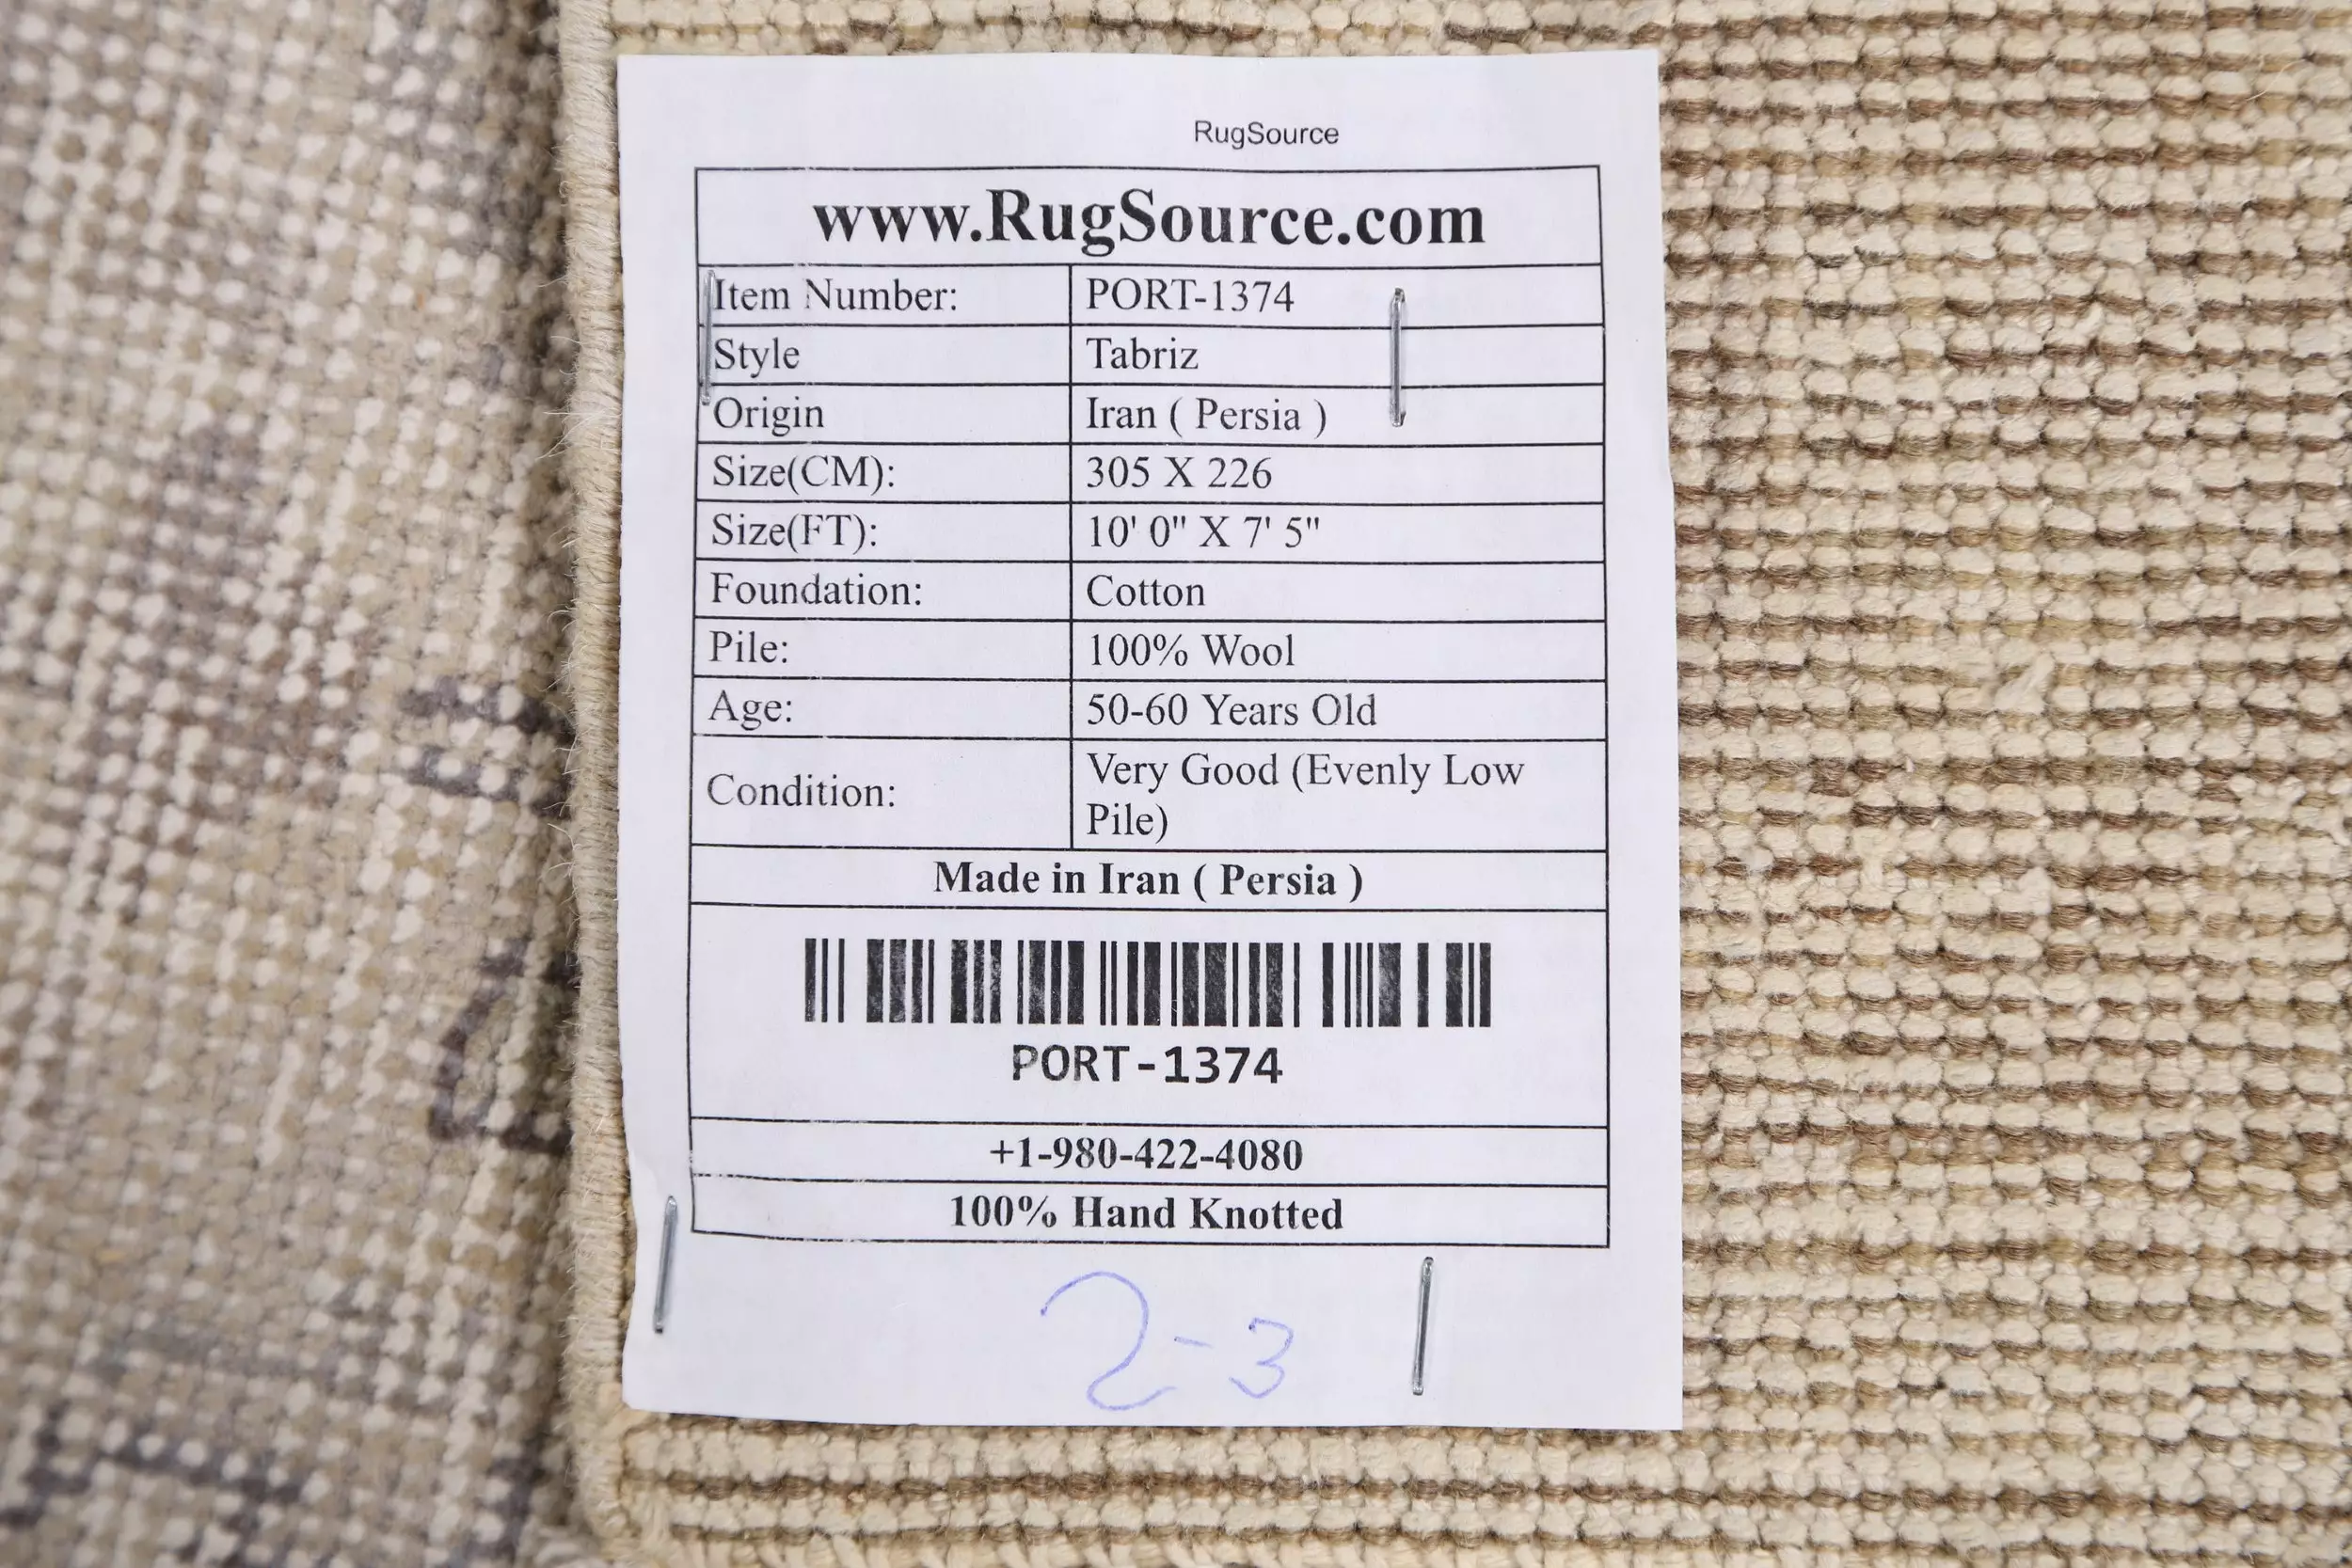 RugSource
www.RugSource.com
Item Number: PORT-1374
Style Tabriz
Origin Iran ( Persia )
Size(CM): 305 X 226
Size(FT): 10' 0" X 7' 5"
Foundation: Cotton
Pile: 100% Wool
Age: 50-60 Years Old
Condition: Very Good (Evenly Low
Pile)
Made in Iran ( Persia )
PORT-1374
+1-980-422-4080
100% Hand Knotted
2-3